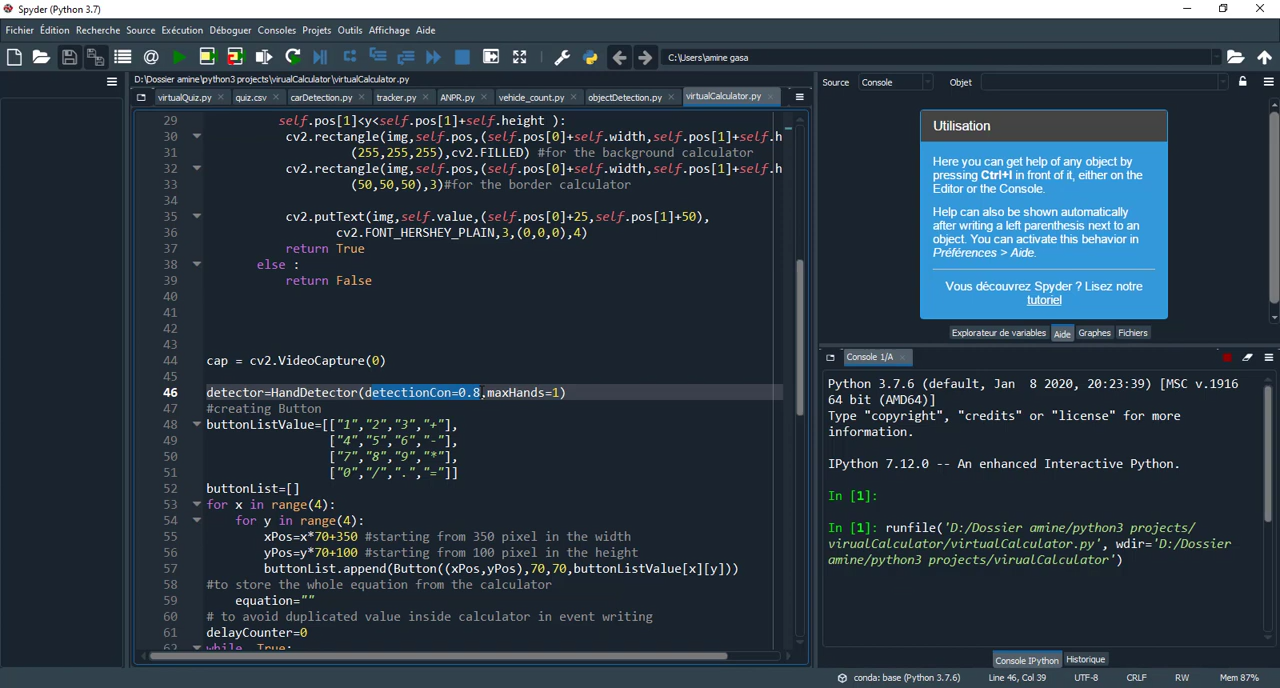 Spyder (Python 3.7)
Fichier Édition Recherche Source Exécution Déboguer Consoles Projets Outils Affichage Aide
C:\Users\amine gasa
D:\Dossier amine\python3 projects\virualCalculator\virtualCalculator.py
virtualQuiz.py quiz.csv carDetection.py tracker.py ANPR.py vehicle_count.py objectDetection.py virtualCalculator.py
29 self.pos[1]<y<self.pos[1]+self.height ):
30 cv2.rectangle(img,self.pos,(self.pos[0]+self.width,self.pos[1]+self.h
31 (255,255,255),cv2.FILLED) #for the background calculator
32 cv2.rectangle(img,self.pos,(self.pos[0]+self.width,self.pos[1]+self.h
33 (50,50,50),3)#for the border calculator
34
35 cv2.putText(img,self.value,(self.pos[0]+25,self.pos[1]+50),
36 cv2.FONT_HERSHEY_PLAIN,3,(0,0,0),4)
37 return True
38 else :
39 return False
40
41
42
43
44 cap = cv2.VideoCapture(0)
45
46 detector=HandDetector(detectionCon=0.8,maxHands=1)
47 #creating Button
48 buttonListValue=[["1","2","3","+"],
49 ["4","5","6","-"],
50 ["7","8","9","*"],
51 ["0","/",".","="]]
52 buttonList=[]
53 for x in range(4):
54 for y in range(4):
55 xPos=x*70+350 #starting from 350 pixel in the width
56 yPos=y*70+100 #starting from 100 pixel in the height
57 buttonList.append(Button((xPos,yPos),70,70,buttonListValue[x][y]))
58 #to store the whole equation from the calculator
59 equation=""
60 # to avoid duplicated value inside calculator in event writing
61 delayCounter=0
62 while True:
Source Console Objet
Utilisation
Here you can get help of any object by
pressing Ctrl+I in front of it, either on the
Editor or the Console.
Help can also be shown automatically
after writing a left parenthesis next to an
object. You can activate this behavior in
Préférences > Aide.
Vous découvrez Spyder ? Lisez notre
tutoriel
Explorateur de variables Aide Graphes Fichiers
Console 1/A
Python 3.7.6 (default, Jan 8 2020, 20:23:39) [MSC v.1916
64 bit (AMD64)]
Type "copyright", "credits" or "license" for more
information.
IPython 7.12.0 -- An enhanced Interactive Python.
In [1]:
In [1]: runfile('D:/Dossier amine/python3 projects/
virualCalculator/virtualCalculator.py', wdir='D:/Dossier
amine/python3 projects/virualCalculator')
Console IPython Historique
conda: base (Python 3.7.6) Line 46, Col 39 UTF-8 CRLF RW Mem 87%